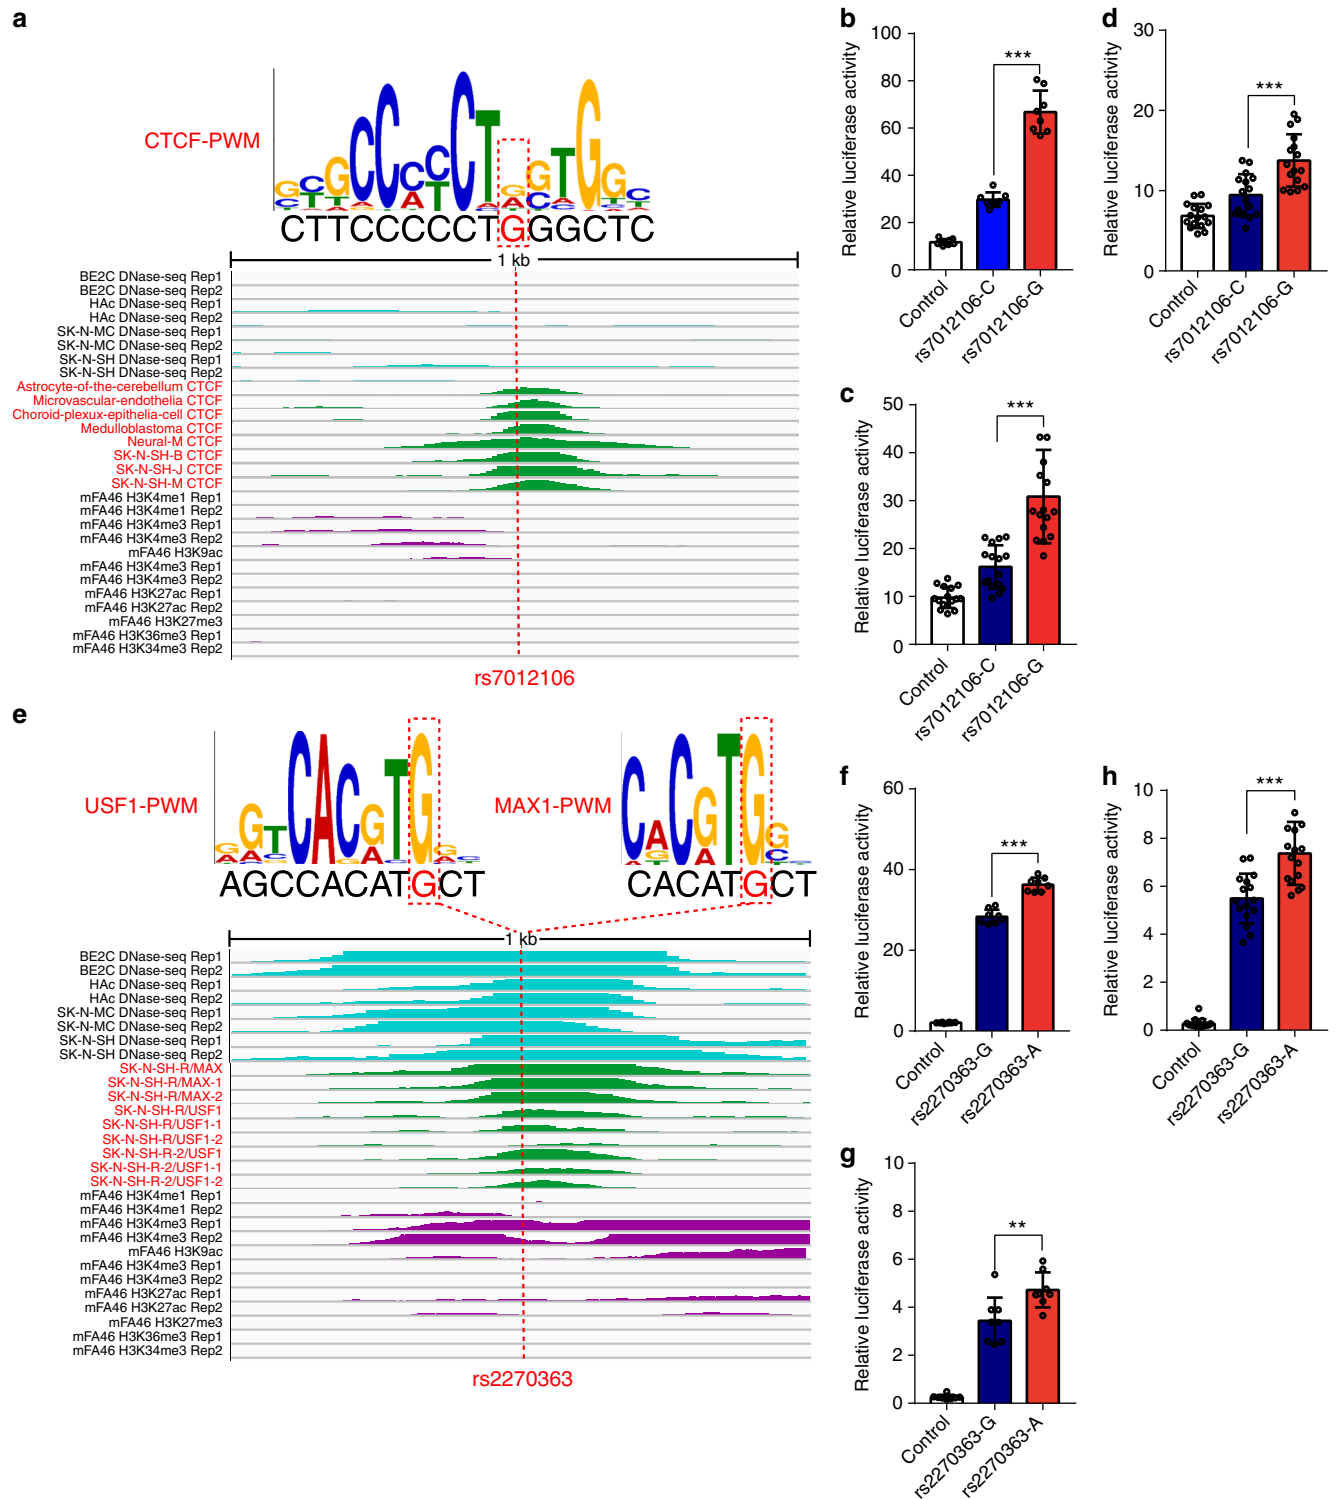 a
CTCF-PWM
CTTCCCCCTGGGGCTC
1 kb
BE2C DNase-seq Rep1
BE2C DNase-seq Rep2
HAc DNase-seq Rep1
HAc DNase-seq Rep2
SK-N-MC DNase-seq Rep1
SK-N-MC DNase-seq Rep2
SK-N-SH DNase-seq Rep1
SK-N-SH DNase-seq Rep2
Astrocyte-of-the-cerebellum CTCF
Microvascular-endothelia CTCF
Choroid-plexux-epithelia-cell CTCF
Medulloblastoma CTCF
Neural-M CTCF
SK-N-SH-B CTCF
SK-N-SH-J CTCF
SK-N-SH-M CTCF
mFA46 H3K4me1 Rep1
mFA46 H3K4me1 Rep2
mFA46 H3K4me3 Rep1
mFA46 H3K4me3 Rep2
mFA46 H3K9ac
mFA46 H3K4me3 Rep1
mFA46 H3K4me3 Rep2
mFA46 H3K27ac Rep1
mFA46 H3K27ac Rep2
mFA46 H3K27me3
mFA46 H3K36me3 Rep1
mFA46 H3K34me3 Rep2
rs7012106
b
Relative luciferase activity
100
80
60
40
20
0
***
Control
rs7012106-C
rs7012106-G
d
Relative luciferase activity
30
20
10
0
***
Control
rs7012106-C
rs7012106-G
c
Relative luciferase activity
50
40
30
20
10
0
***
Control
rs7012106-C
rs7012106-G
e
USF1-PWM
AGCCACATGCT
MAX1-PWM
CACATGCT
1 kb
BE2C DNase-seq Rep1
BE2C DNase-seq Rep2
HAc DNase-seq Rep1
HAc DNase-seq Rep2
SK-N-MC DNase-seq Rep1
SK-N-MC DNase-seq Rep2
SK-N-SH DNase-seq Rep1
SK-N-SH DNase-seq Rep2
SK-N-SH-R/MAX
SK-N-SH-R/MAX-1
SK-N-SH-R/MAX-2
SK-N-SH-R/USF1
SK-N-SH-R/USF1-1
SK-N-SH-R/USF1-2
SK-N-SH-R-2/USF1
SK-N-SH-R-2/USF1-1
SK-N-SH-R-2/USF1-2
mFA46 H3K4me1 Rep1
mFA46 H3K4me1 Rep2
mFA46 H3K4me3 Rep1
mFA46 H3K4me3 Rep2
mFA46 H3K9ac
mFA46 H3K4me3 Rep1
mFA46 H3K4me3 Rep2
mFA46 H3K27ac Rep1
mFA46 H3K27ac Rep2
mFA46 H3K27me3
mFA46 H3K36me3 Rep1
mFA46 H3K34me3 Rep2
rs2270363
f
Relative luciferase activity
60
40
20
0
***
Control
rs2270363-G
rs2270363-A
h
Relative luciferase activity
10
8
6
4
2
0
***
Control
rs2270363-G
rs2270363-A
g
Relative luciferase activity
10
8
6
4
2
0
**
Control
rs2270363-G
rs2270363-A